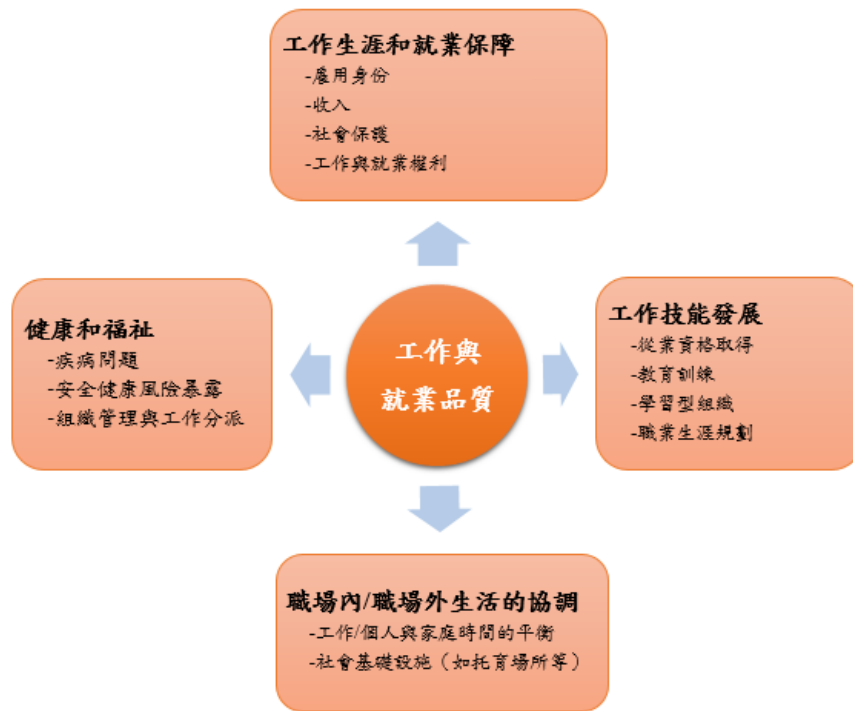 工作生涯和就業保障
-雇用身份
-收入
-社會保護
-工作與就業權利
健康和福祉
-疾病問題
-安全健康風險暴露
-組織管理與工作分派
工作與
就業品質
工作技能發展
-從業資格取得
-教育訓練
-學習型組織
-職業生涯規劃
職場內/職場外生活的協調
-工作/個人與家庭時間的平衡
-社會基礎設施（如托育場所等）